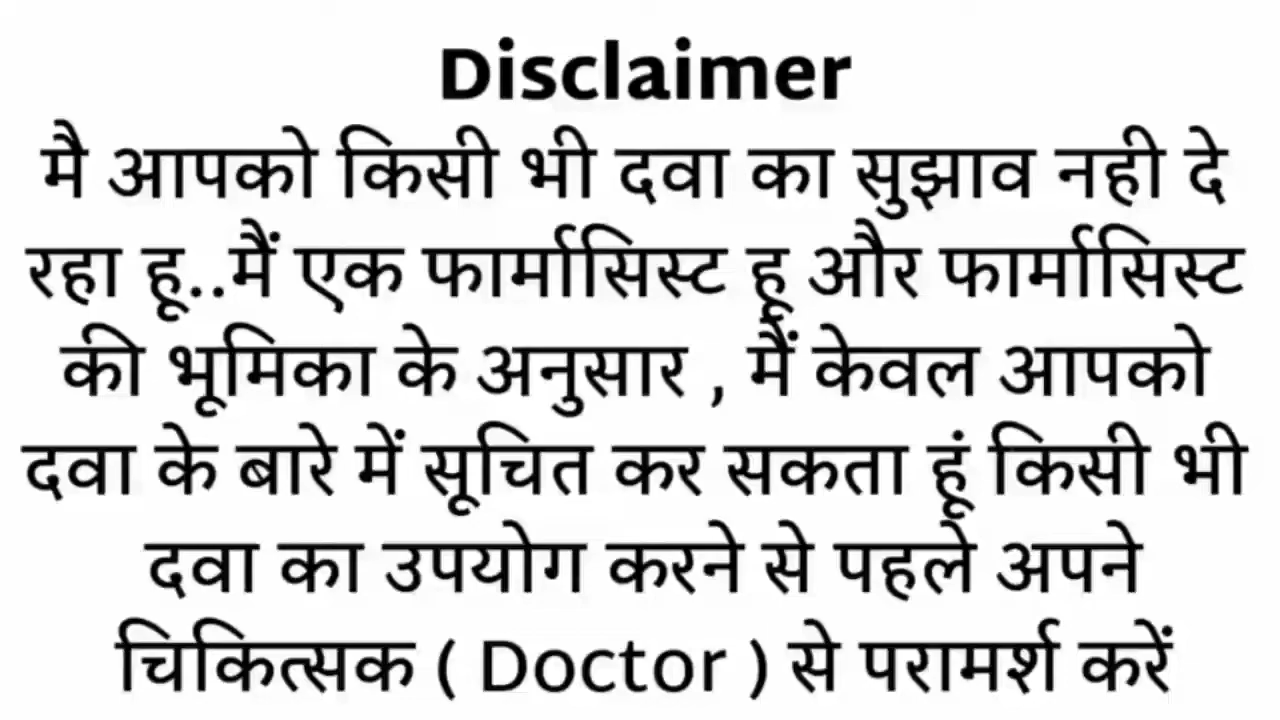 Disclaimer
मै आपको किसी भी दवा का सुझाव नही दे
रहा हू..मैं एक फार्मासिस्ट हू और फार्मासिस्ट
की भूमिका के अनुसार , मैं केवल आपको
दवा के बारे में सूचित कर सकता हूं किसी भी
दवा का उपयोग करने से पहले अपने
चिकित्सक ( Doctor ) से परामर्श करें